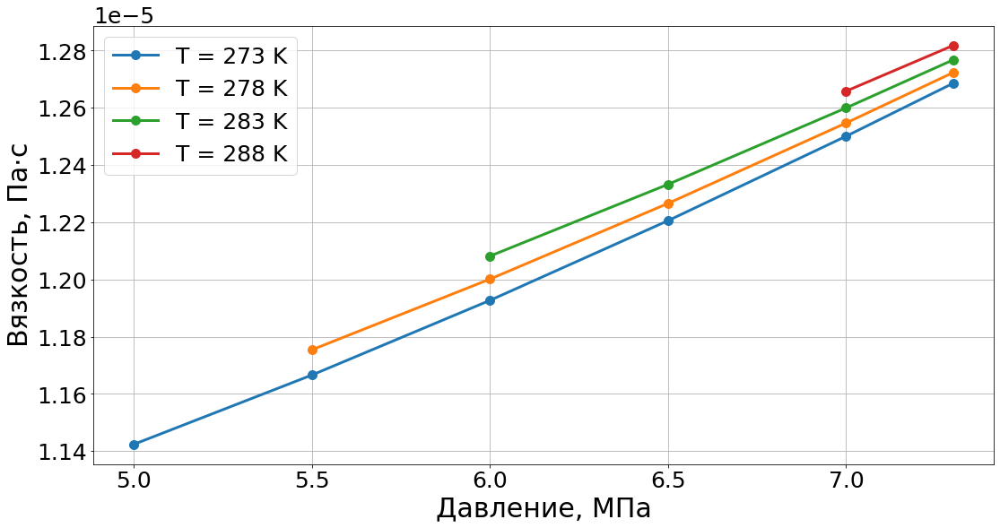 1e−5
T = 273 K
T = 278 K
T = 283 K
T = 288 K
Вязкость, Па·с
1.28
1.26
1.24
1.22
1.20
1.18
1.16
1.14
5.0 5.5 6.0 6.5 7.0
Давление, МПа